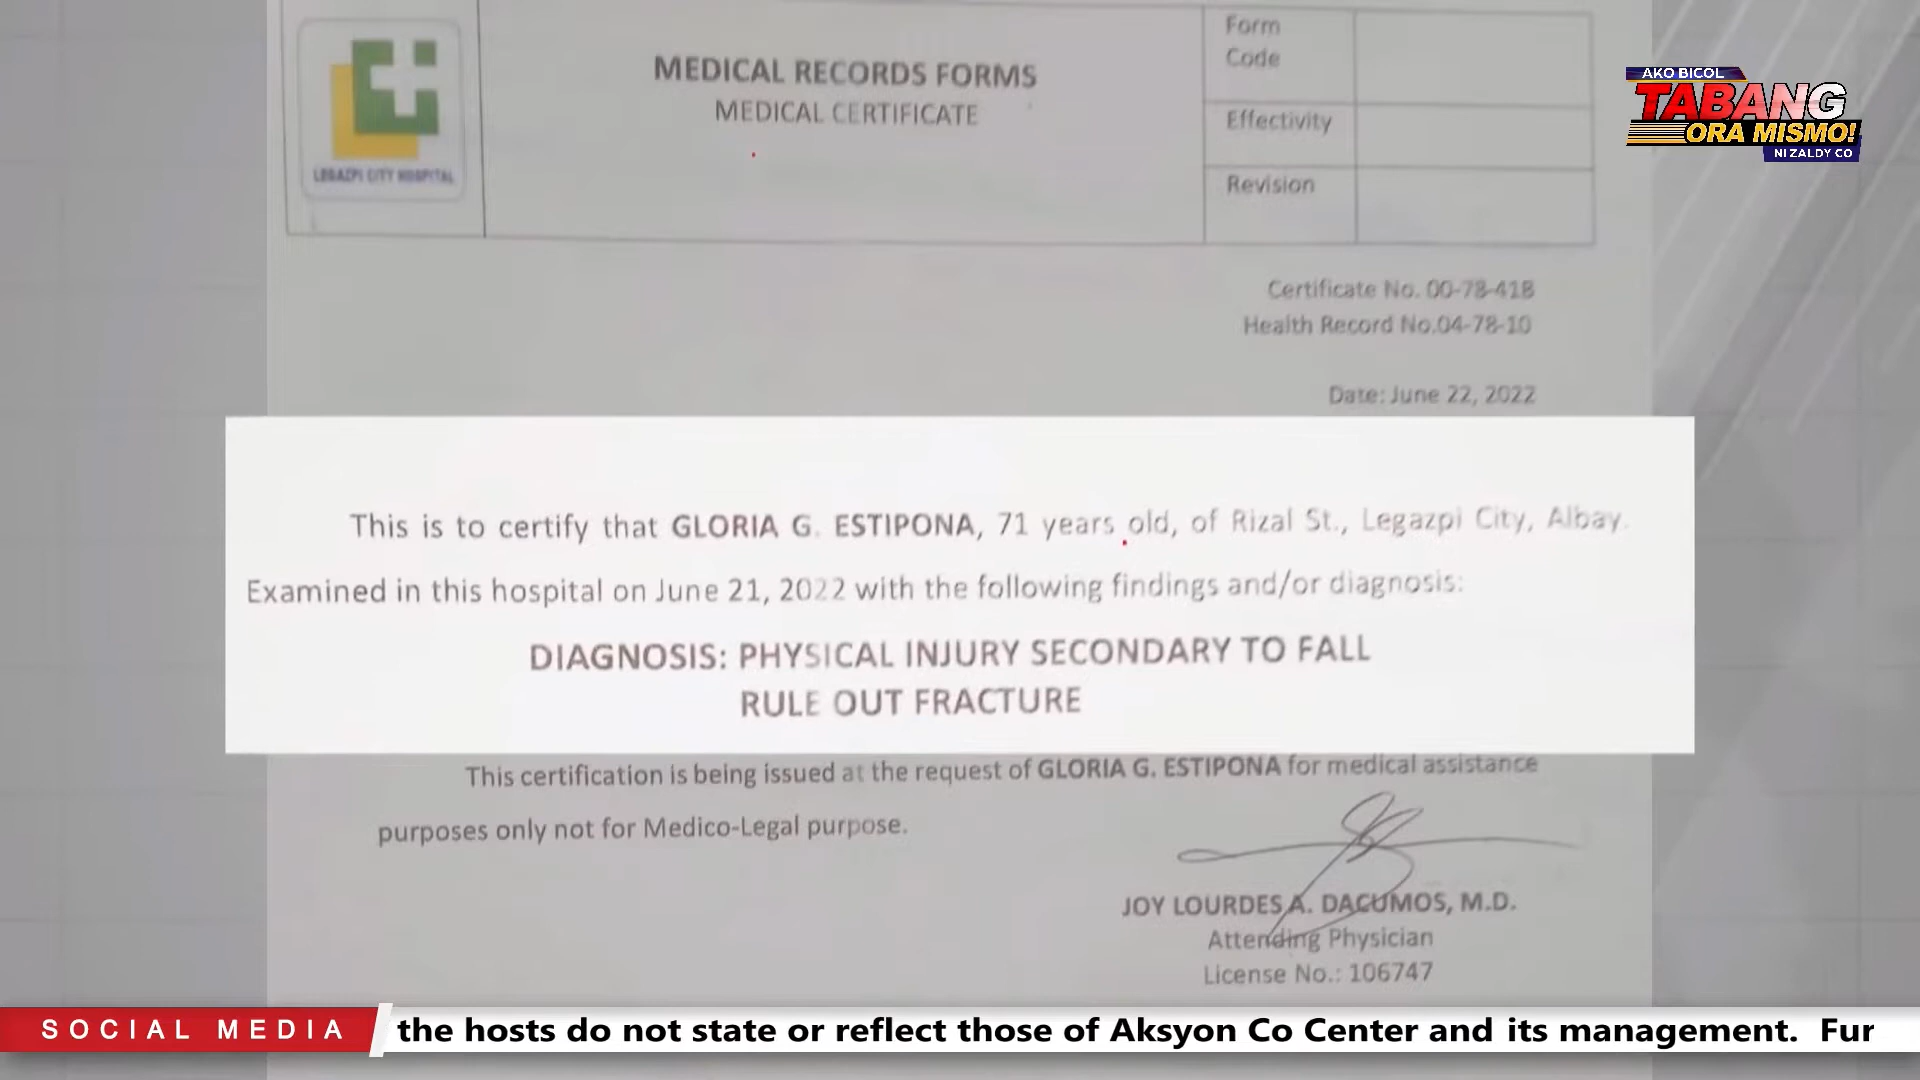 LEGAZPI CITY HOSPITAL
MEDICAL RECORDS FORMS
MEDICAL CERTIFICATE
Form
Code
Effectivity
Revision
AKO BICOL
TABANG
ORA MISMO!
NI ZALDY CO
Certificate No. 00-78-41B
Health Record No.04-78-10
Date: June 22, 2022
This is to certify that GLORIA G. ESTIPONA, 71 years old, of Rizal St., Legazpi City, Albay.
Examined in this hospital on June 21, 2022 with the following findings and/or diagnosis:
DIAGNOSIS: PHYSICAL INJURY SECONDARY TO FALL
RULE OUT FRACTURE
This certification is being issued at the request of GLORIA G. ESTIPONA for medical assistance
purposes only not for Medico-Legal purpose.
JOY LOURDES A. DACUMOS, M.D.
Attending Physician
License No.: 106747
SOCIAL MEDIA
the hosts do not state or reflect those of Aksyon Co Center and its management. Fur